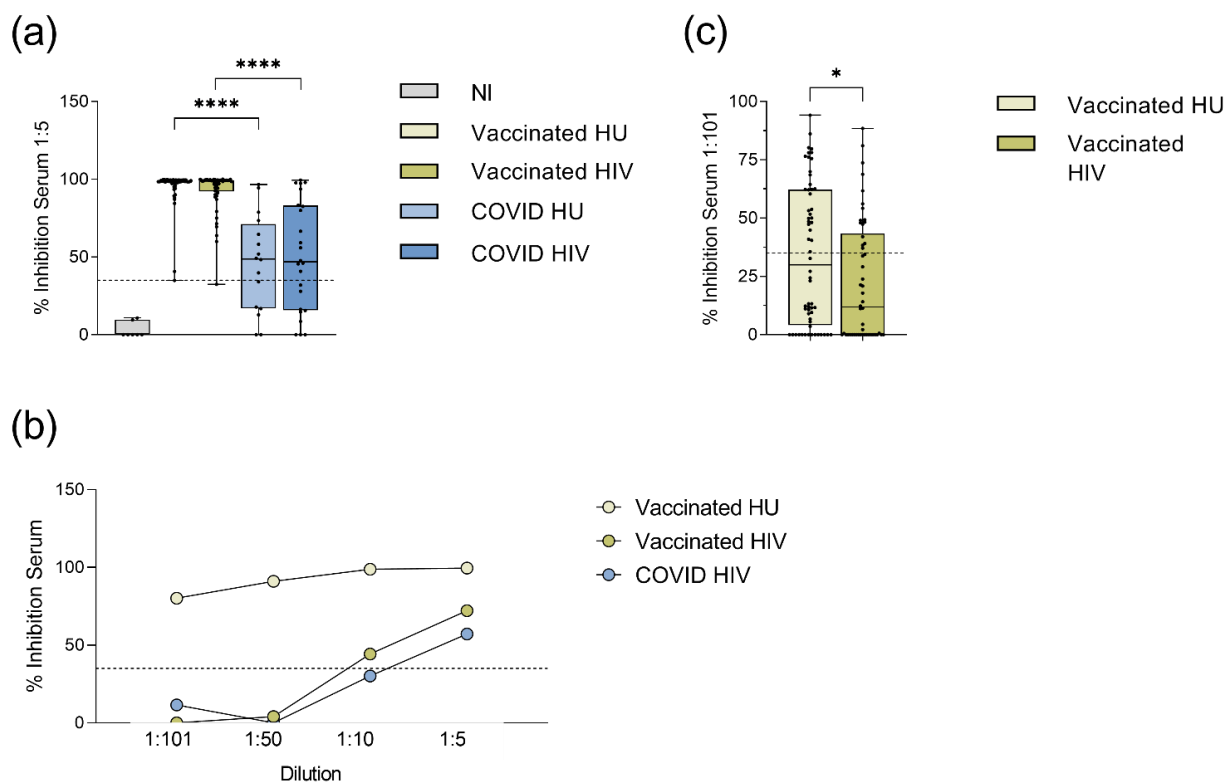 (a)
****
****
150
100
50
0
% Inhibition Serum 1:5
NI
Vaccinated HU
Vaccinated HIV
COVID HU
COVID HIV
(c)
*
100
75
50
25
0
% Inhibition Serum 1:101
Vaccinated HU
Vaccinated
HIV
(b)
150
100
50
0
% Inhibition Serum
1:101 1:50 1:10 1:5
Dilution
Vaccinated HU
Vaccinated HIV
COVID HIV